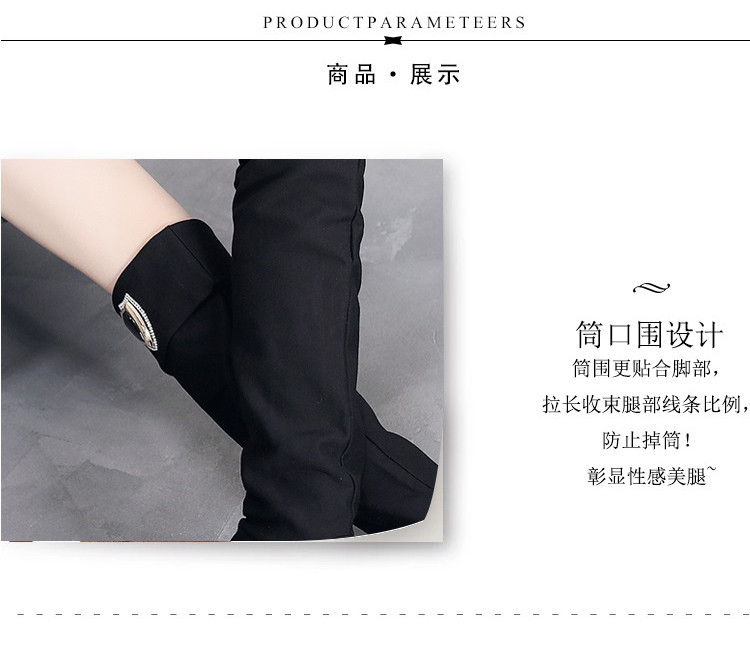 PRODUCTPARAMETEERS
商品·展示
筒口围设计
筒围更贴合脚部，
拉长收束腿部线条比例，
防止掉筒！
彰显性感美腿~